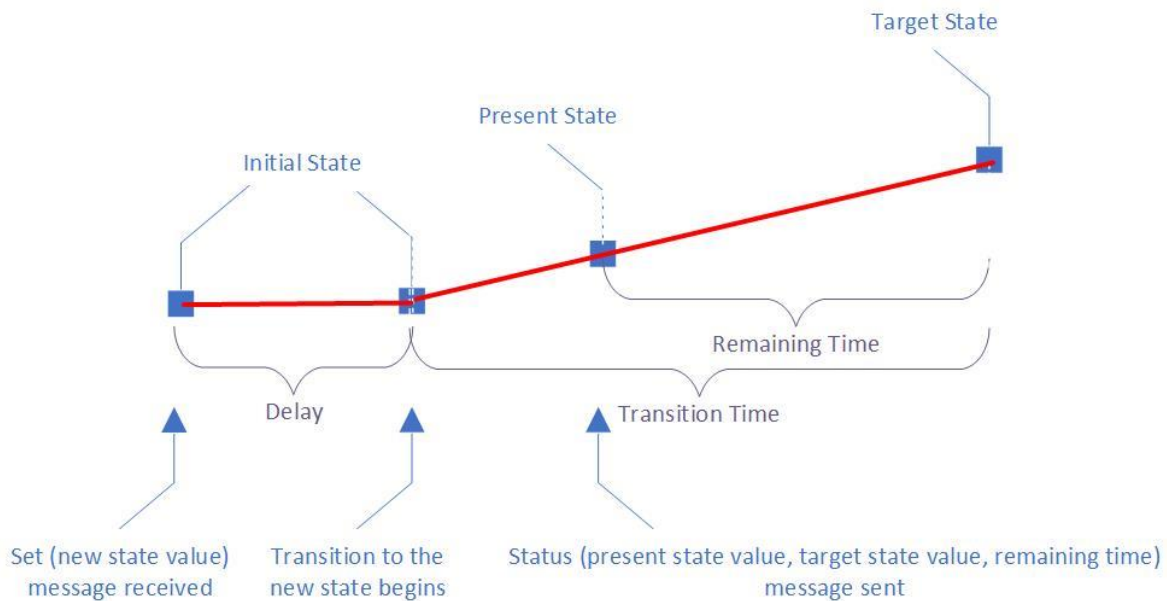 Target State
Present State
Initial State
Remaining Time
Delay
Transition Time
Set (new state value)
message received
Transition to the
new state begins
Status (present state value, target state value, remaining time)
message sent